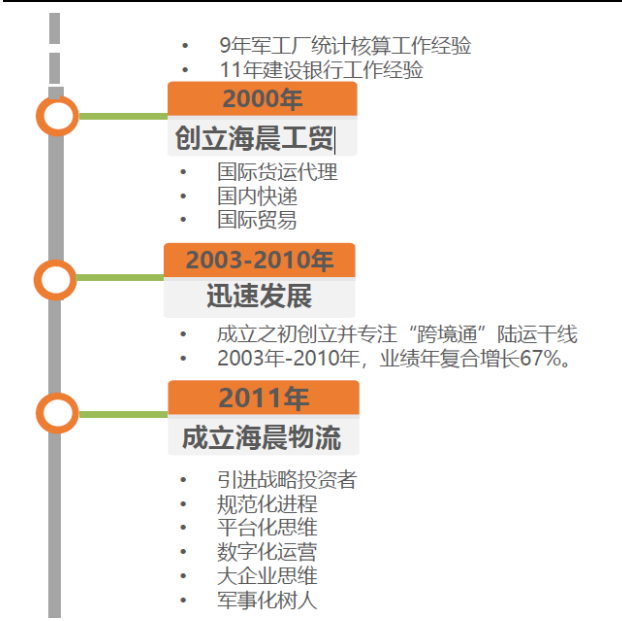 • 9年军工厂统计核算工作经验
• 11年建设银行工作经验
2000年
创立海晨工贸
• 国际货运代理
• 国内快递
• 国际贸易
2003-2010年
迅速发展
• 成立之初创立并专注“跨境通”陆运干线
• 2003年-2010年，业绩年复合增长67%。
2011年
成立海晨物流
• 引进战略投资者
• 规范化进程
• 平台化思维
• 数字化运营
• 大企业思维
• 军事化树人